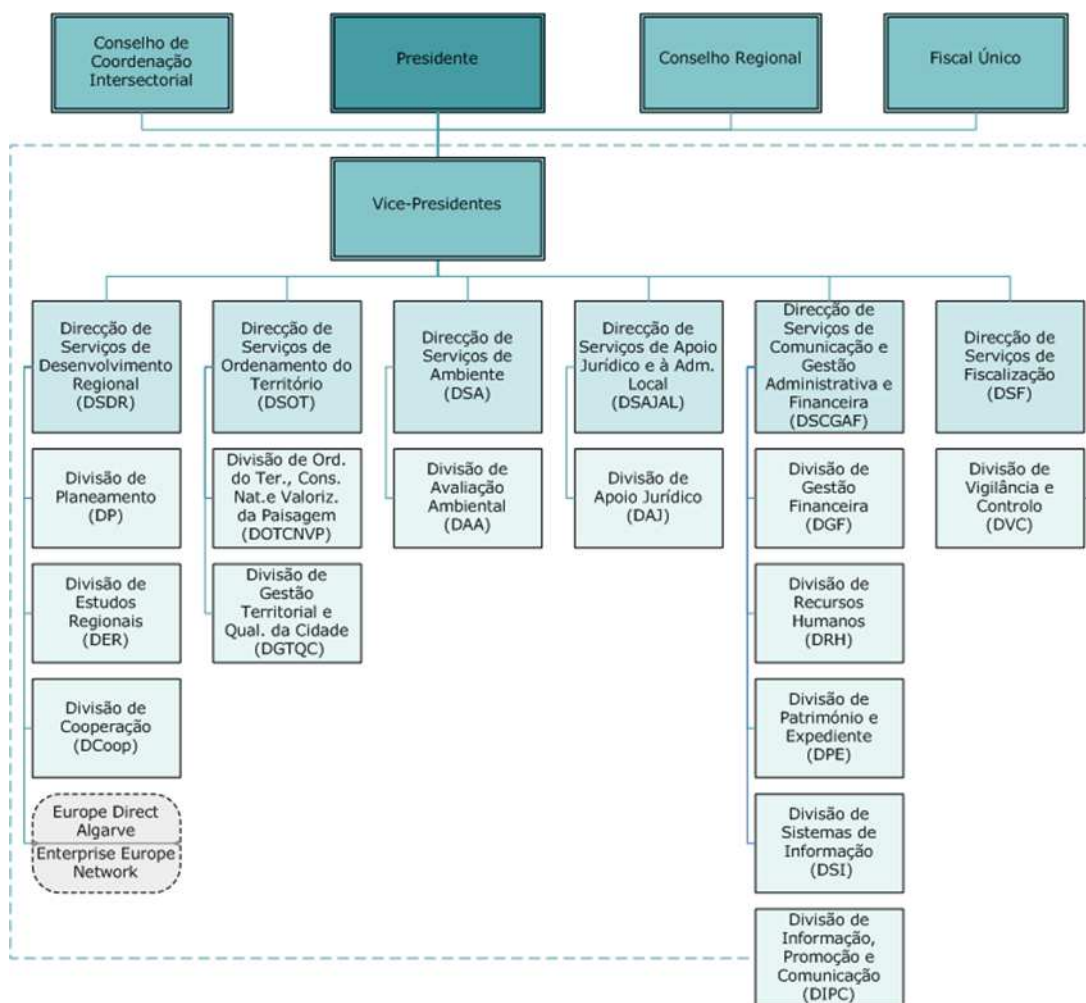 Conselho de
Coordenação
Intersectorial
Presidente
Conselho Regional
Fiscal Único
Vice-Presidentes
Direcção de
Serviços de
Desenvolvimento
Regional
(DSDR)
Direcção de
Serviços de
Ordenamento do
Território
(DSOT)
Direcção de
Serviços de
Ambiente
(DSA)
Direcção de
Serviços de Apoio
Jurídico e à Adm.
Local
(DSAJAL)
Direcção de
Serviços de
Comunicação e
Gestão
Administrativa e
Financeira
(DSCGAF)
Direcção de
Serviços de
Fiscalização
(DSF)
Divisão de
Planeamento
(DP)
Divisão de Ord.
do Ter., Cons.
Nat.e Valoriz.
da Paisagem
(DOTCNVP)
Divisão de
Avaliação
Ambiental
(DAA)
Divisão de
Apoio Jurídico
(DAJ)
Divisão de
Gestão
Financeira
(DGF)
Divisão de
Vigilância e
Controlo
(DVC)
Divisão de
Estudos
Regionais
(DER)
Divisão de
Gestão
Territorial e
Qual. da Cidade
(DGTQC)
Divisão de
Recursos
Humanos
(DRH)
Divisão de
Cooperação
(DCoop)
Divisão de
Património e
Expediente
(DPE)
Europe Direct
Algarve
Enterprise Europe
Network
Divisão de
Sistemas de
Informação
(DSI)
Divisão de
Informação,
Promoção e
Comunicação
(DIPC)